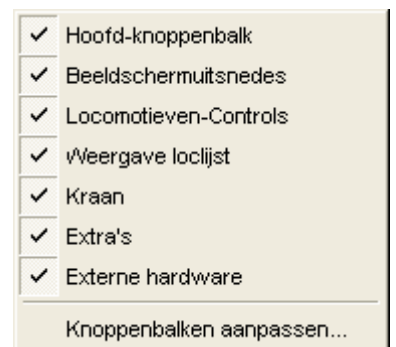 Hoofd-knoppenbalk
Beeldschermuitsnedes
Locomotieven-Controls
Weergave loclijst
Kraan
Extra's
Externe hardware
Knoppenbalken aanpassen...